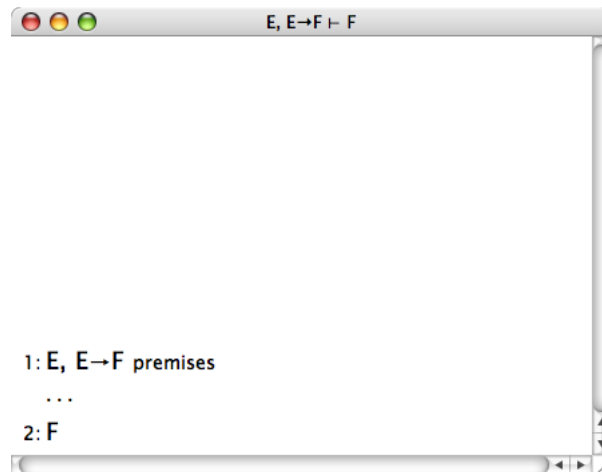 E, E→F ⊢ F
1: E, E→F premises
...
2: F